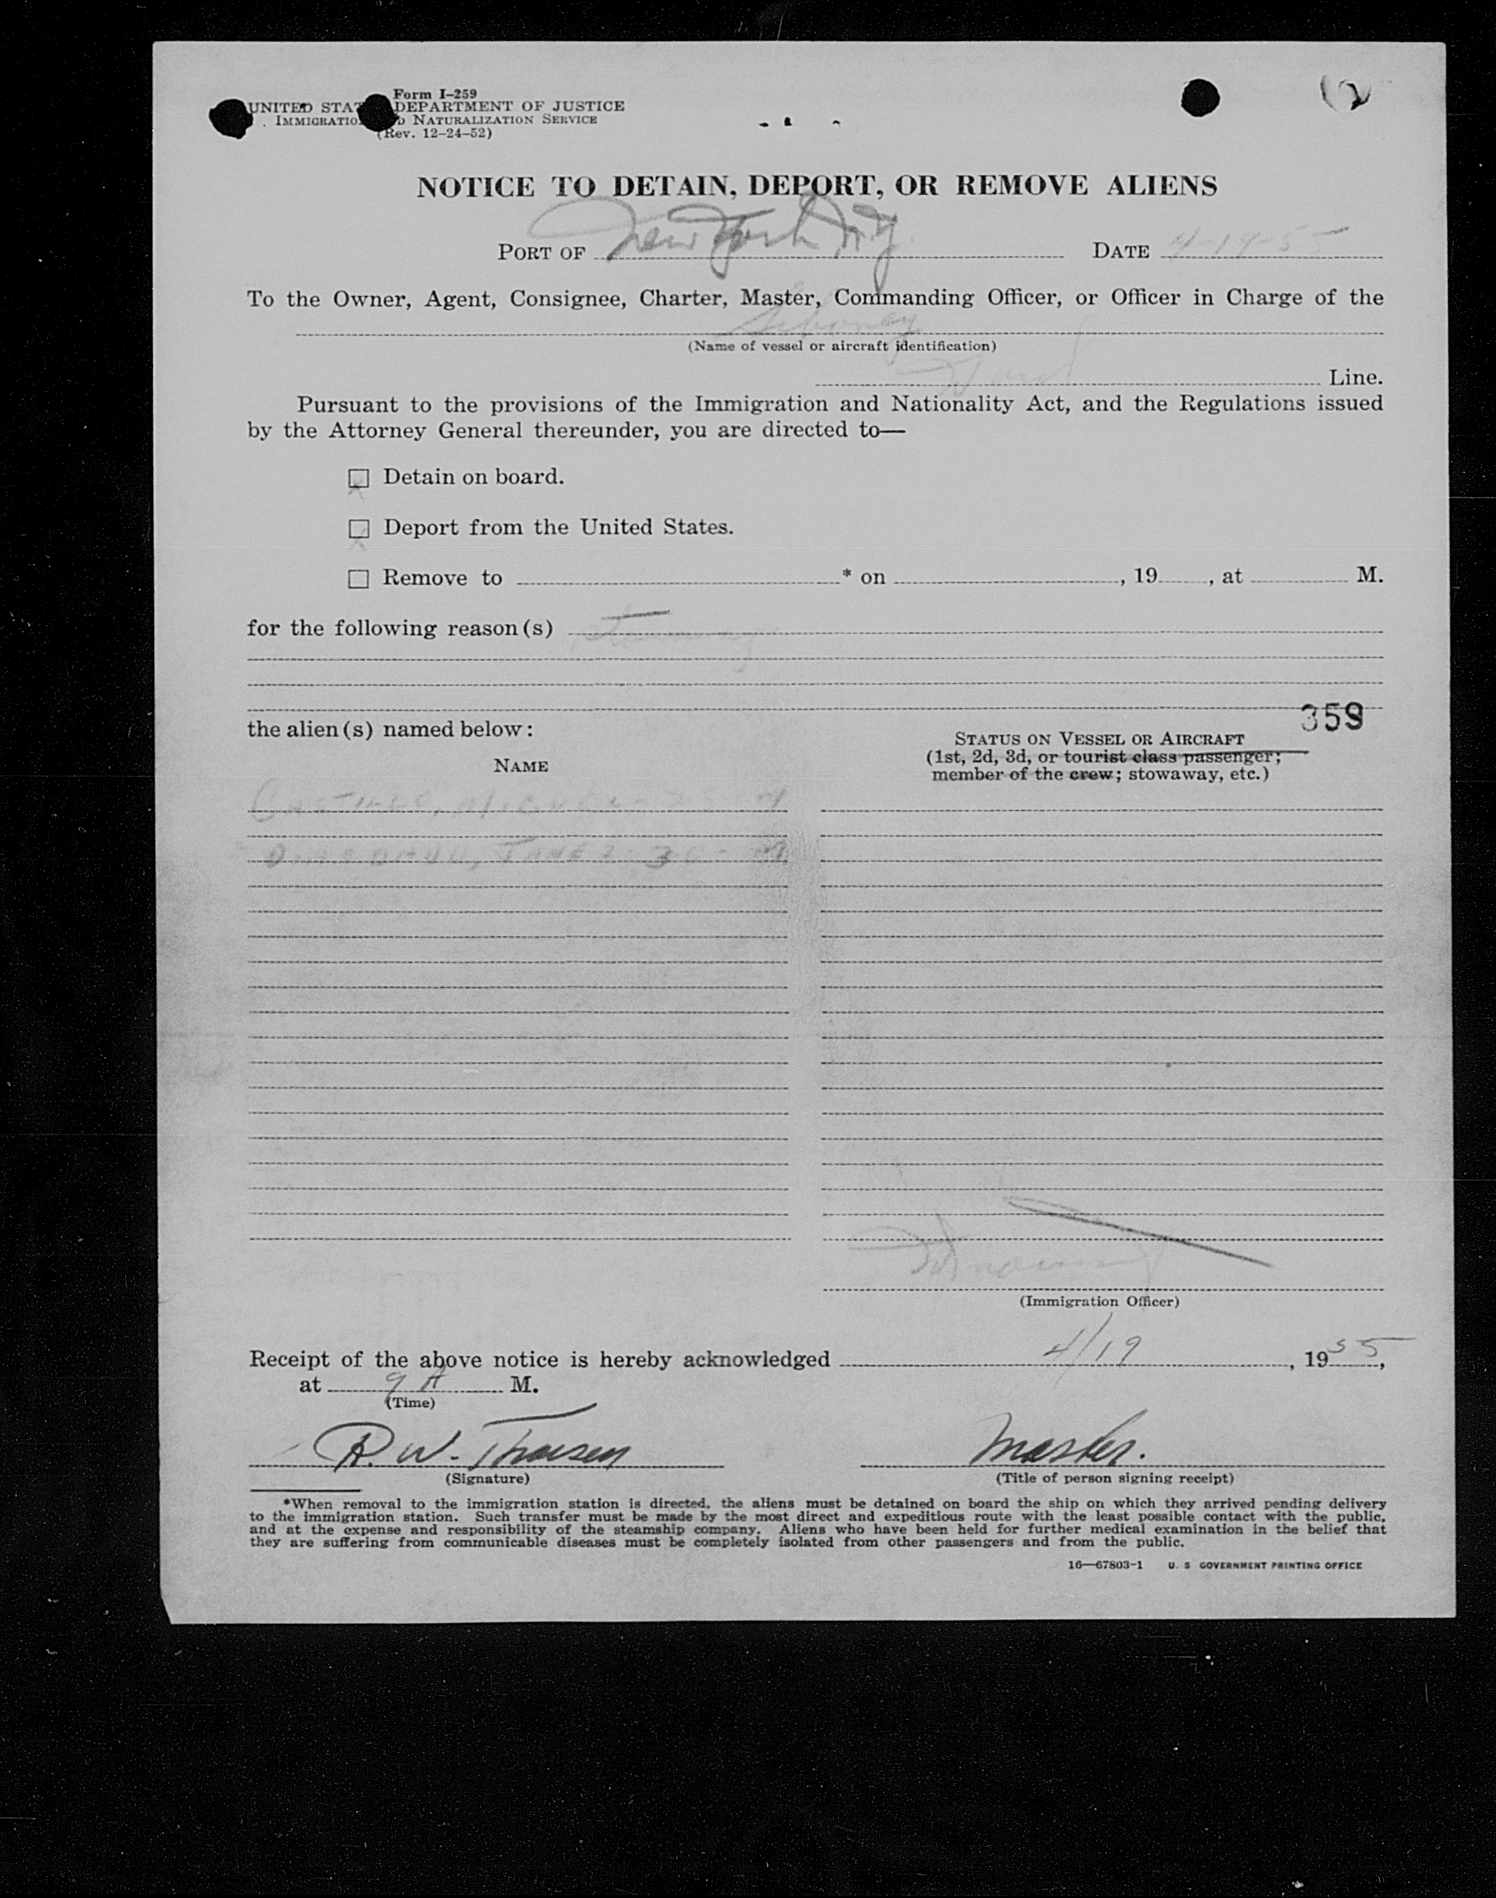 Form I-259
UNITED STATES DEPARTMENT OF JUSTICE
IMMIGRATION AND NATURALIZATION SERVICE
(Rev. 12-24-52)
(2
NOTICE TO DETAIN, DEPORT, OR REMOVE ALIENS
PORT OF New York N.Y. DATE 4-19-55
To the Owner, Agent, Consignee, Charter, Master, Commanding Officer, or Officer in Charge of the
Siboney
(Name of vessel or aircraft identification)
Ward Line.
Pursuant to the provisions of the Immigration and Nationality Act, and the Regulations issued
by the Attorney General thereunder, you are directed to—
Detain on board.
Deport from the United States.
Remove to * on , 19 , at M.
for the following reason(s)
the alien(s) named below:
359
NAME
STATUS ON VESSEL OR AIRCRAFT
(1st, 2d, 3d, or tourist class passenger;
member of the crew; stowaway, etc.)
(Immigration Officer)
Receipt of the above notice is hereby acknowledged 4/19, 1955,
at 9 A M.
(Time)
R. W. Thorsen Master.
(Signature) (Title of person signing receipt)
*When removal to the immigration station is directed, the aliens must be detained on board the ship on which they arrived pending delivery
to the immigration station. Such transfer must be made by the most direct and expeditious route with the least possible contact with the public,
and at the expense and responsibility of the steamship company. Aliens who have been held for further medical examination in the belief that
they are suffering from communicable diseases must be completely isolated from other passengers and from the public.
16—67803-1 U. S GOVERNMENT PRINTING OFFICE